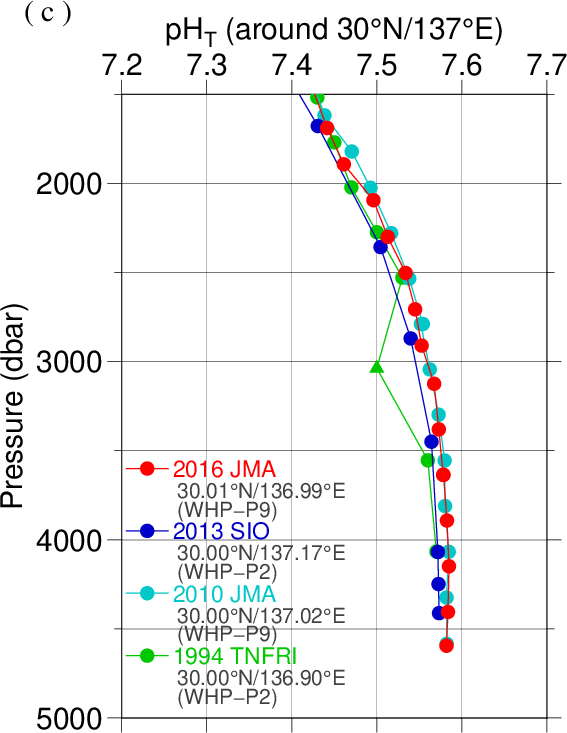 ( c )
pH_T (around 30°N/137°E)
7.2 7.3 7.4 7.5 7.6 7.7
Pressure (dbar)
2000
3000
4000
5000
2016 JMA
30.01°N/136.99°E
(WHP−P9)
2013 SIO
30.00°N/137.17°E
(WHP−P2)
2010 JMA
30.00°N/137.02°E
(WHP−P9)
1994 TNFRI
30.00°N/136.90°E
(WHP−P2)